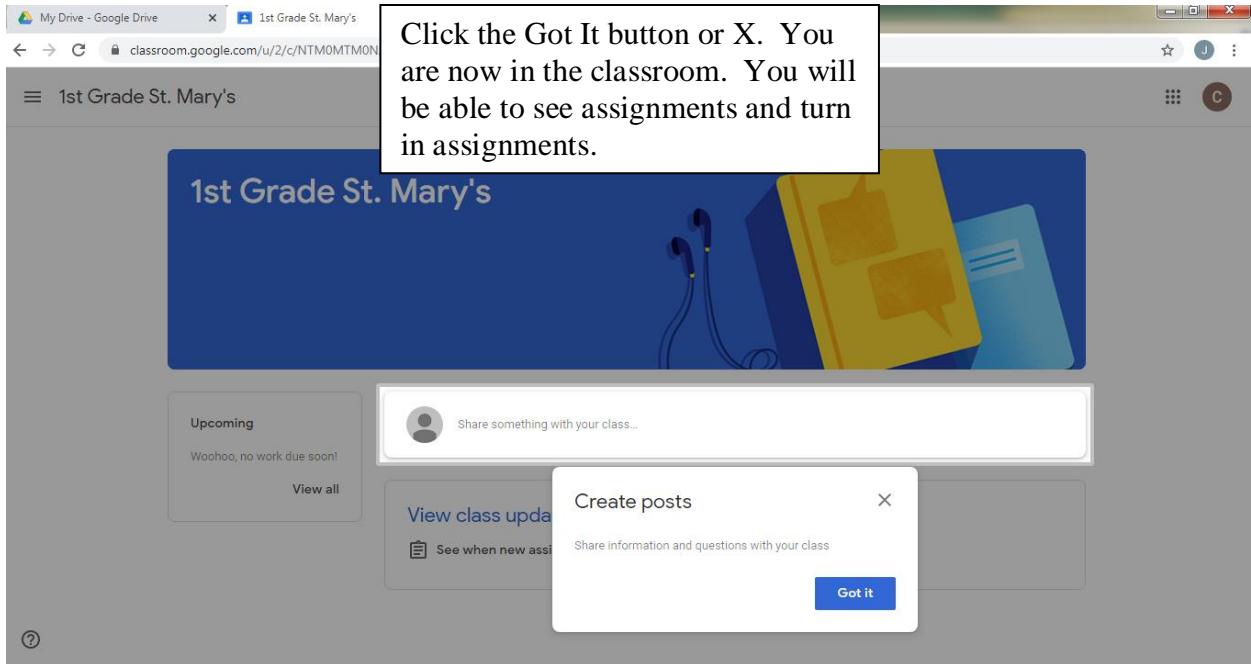 My Drive - Google Drive
1st Grade St. Mary's
classroom.google.com/u/2/c/NTM0MTM0N
J
Click the Got It button or X.  You
are now in the classroom.  You will
be able to see assignments and turn
in assignments.
1st Grade St. Mary's
C
1st Grade St. Mary's
Upcoming
Woohoo, no work due soon!
View all
Share something with your class...
View class upda
See when new assi
Create posts
Share information and questions with your class
Got it